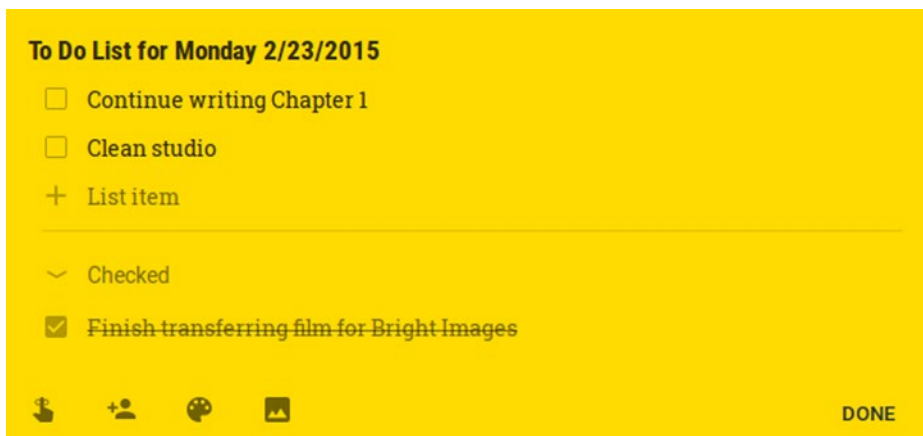 To Do List for Monday 2/23/2015
Continue writing Chapter 1
Clean studio
List item
Checked
Finish transferring film for Bright Images
DONE